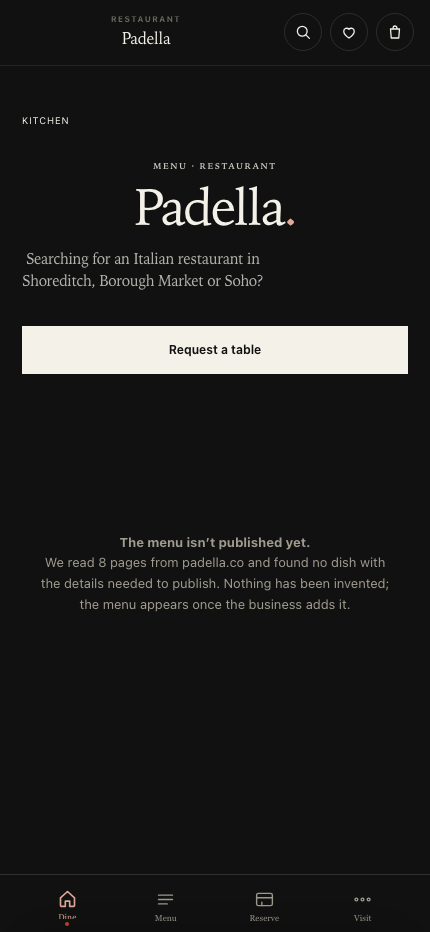 RESTAURANT
Padella
KITCHEN
MENU · RESTAURANT
Padella.
Searching for an Italian restaurant in
Shoreditch, Borough Market or Soho?
Request a table
The menu isn’t published yet.
We read 8 pages from padella.co and found no dish with
the details needed to publish. Nothing has been invented;
the menu appears once the business adds it.
Dine
Menu
Reserve
Visit